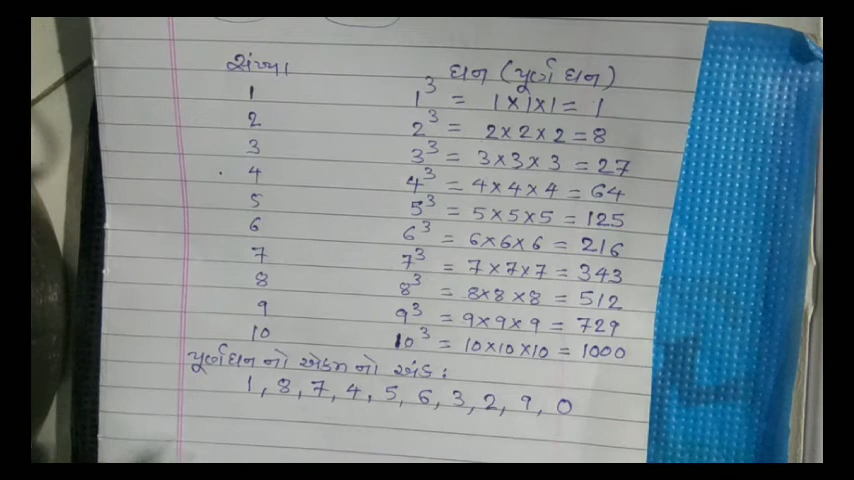 સંખ્યા ઘન (પૂર્ણ ઘન)
1 1³ = 1×1×1= 1
2 2³ = 2×2×2=8
3 3³ = 3×3×3 =27
4 4³ =4×4×4 =64
5 5³ =5×5×5 =125
6 6³ = 6×6×6 =216
7 7³ =7×7×7=343
8 8³ = 8×8×8 =512
9 9³ =9×9×9 = 729
10 10³ =10×10×10 =1000
પૂર્ણઘન નો એકમ નો અંક :
1, 8, 7, 4, 5, 6, 3, 2, 9, 0